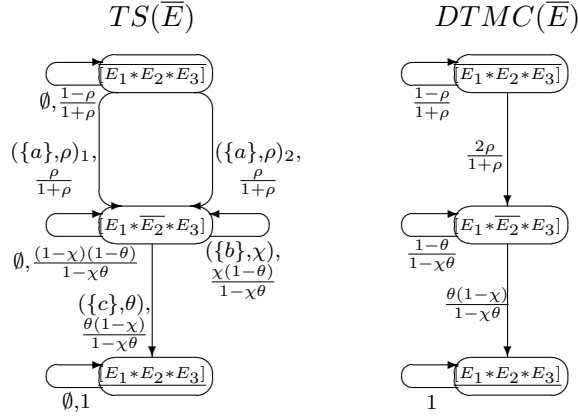 TS(E̅) DTMC(E̅)
[E₁∗E₂∗E₃] [E₁∗E₂∗E₃]
∅, (1−ρ)/(1+ρ) (1−ρ)/(1+ρ)
({a},ρ)₁, ρ/(1+ρ) ({a},ρ)₂, ρ/(1+ρ) 2ρ/(1+ρ)
[E₁∗E̅₂∗E₃] [E₁∗E̅₂∗E₃]
∅, (1−χ)(1−θ)/(1−χθ) ({b},χ), χ(1−θ)/(1−χθ) (1−θ)/(1−χθ)
({c},θ), θ(1−χ)/(1−χθ) θ(1−χ)/(1−χθ)
[E₁∗E₂∗E₃] [E₁∗E₂∗E₃]
∅,1 1